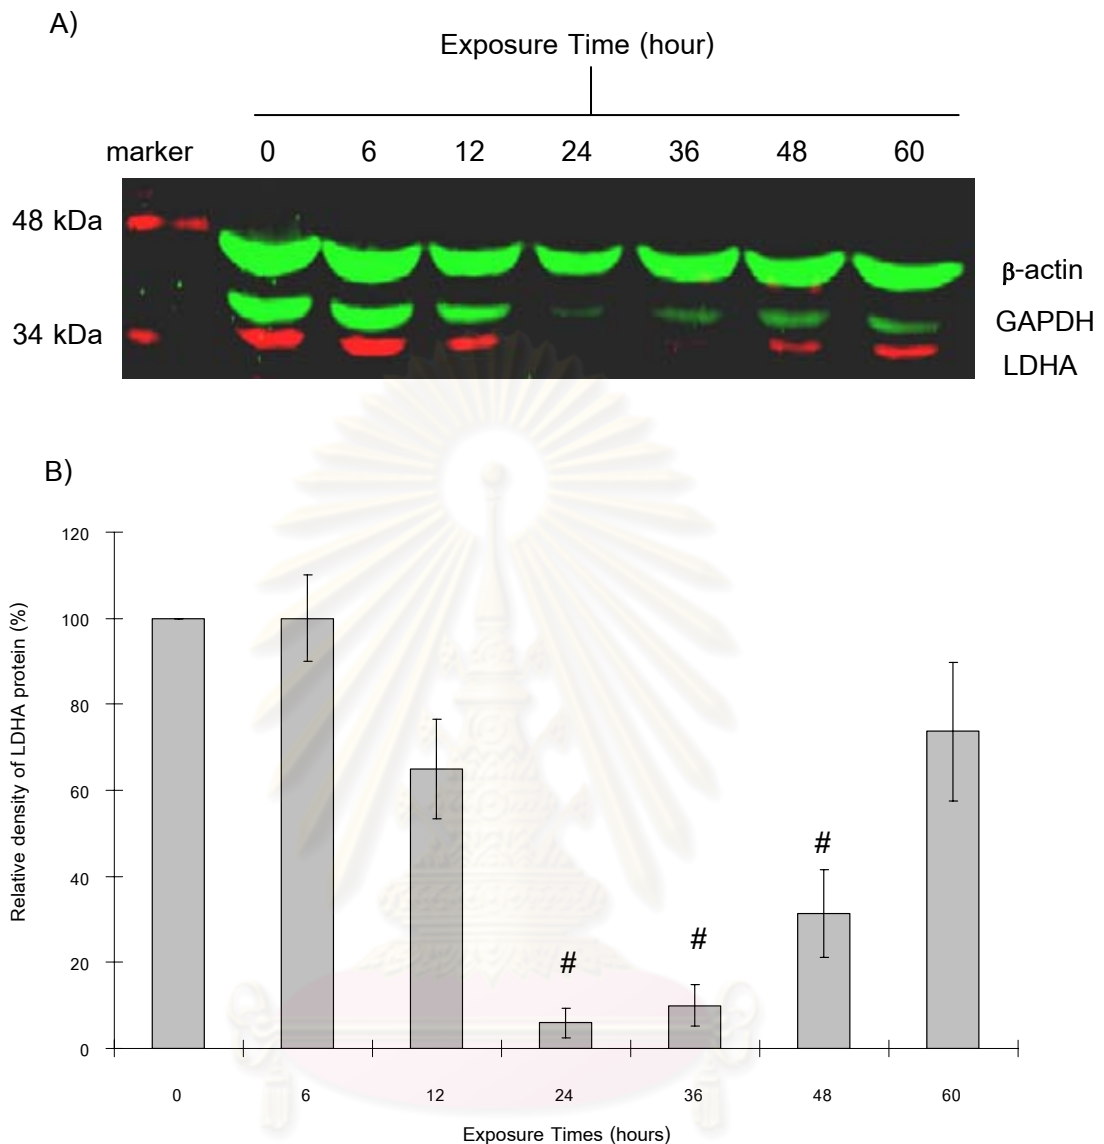 A)
Exposure Time (hour)
marker 0 6 12 24 36 48 60
48 kDa
β-actin
GAPDH
34 kDa
LDHA
B)
Relative density of LDHA protein (%)
120
100
80
60
40
20
0
#
#
#
0 6 12 24 36 48 60
Exposure Times (hours)